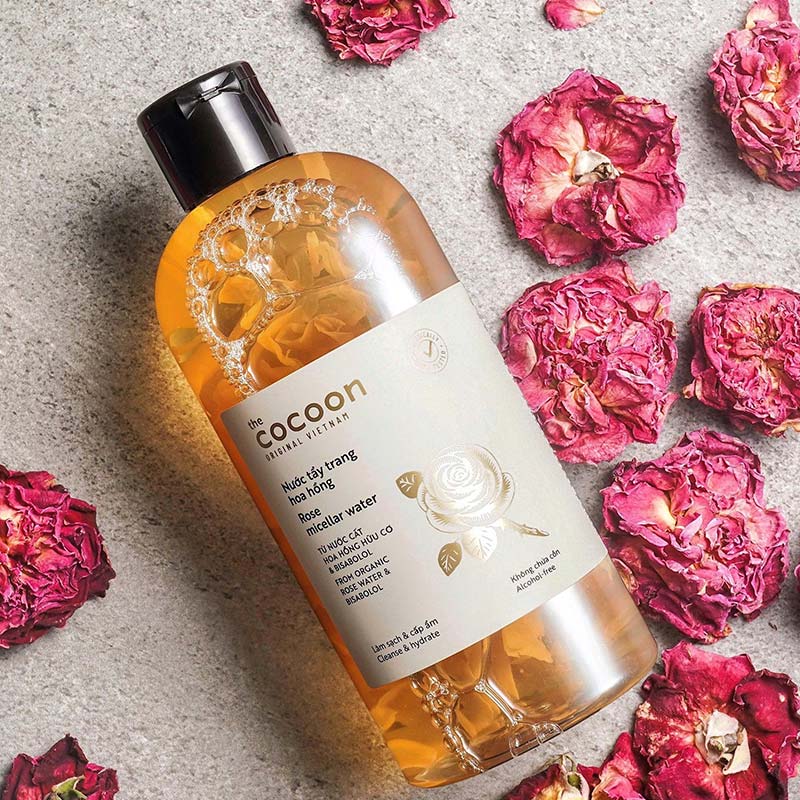 the
cocoon
ORIGINAL VIETNAM
Nước tẩy trang
hoa hồng
Rose
micellar water
TỪ NƯỚC CẤT
HOA HỒNG HỮU CƠ
& BISABOLOL
FROM ORGANIC
ROSE WATER &
BISABOLOL
Làm sạch & cấp ẩm
Cleanse & hydrate
Không chứa cồn
Alcohol-free